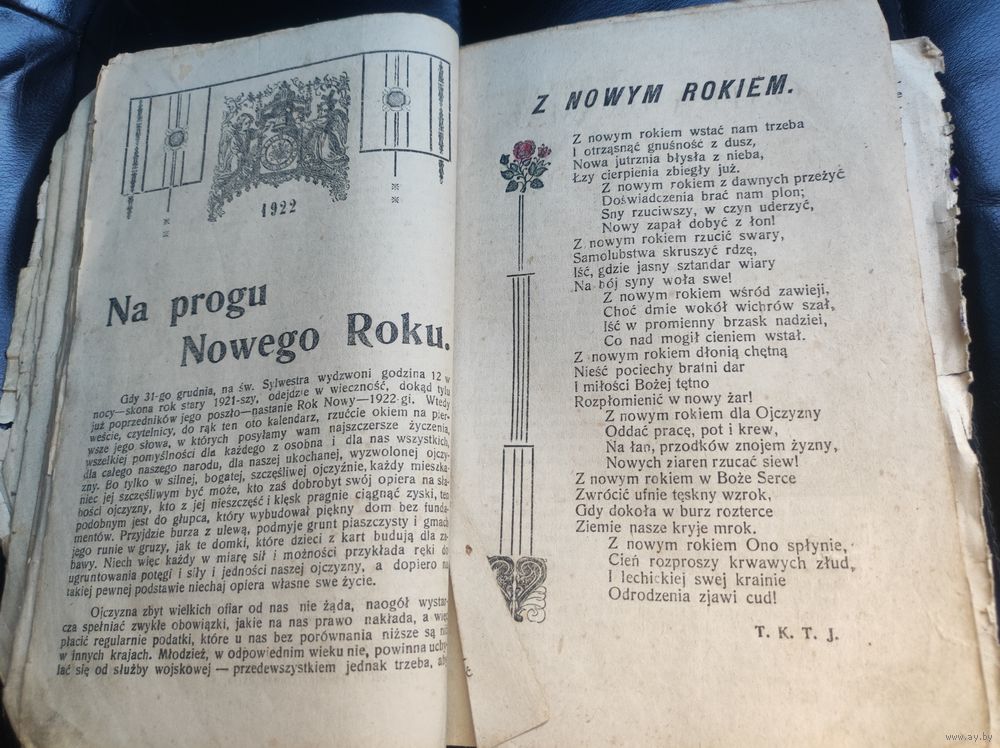 1922
Na progu
Nowego Roku.
Gdy 31-go grudnia, na św. Sylwestra wydzwoni godzina 12 w
nocy—skona rok stary 1921-szy, odejdzie w wieczność, dokąd tylu
już poprzedników jego poszło—nastanie Rok Nowy—1922 gi. Wtedy
weście, czytelnicy, do rąk ten oto kalendarz, rzućcie okiem na pier-
wsze jego słowa, w których posyłamy wam najszczersze życzenia
wszelkiej pomyślności dla każdego z osobna i dla nas wszystkich,
dla całego naszego narodu, dla naszej ukochanej, wyzwolonej ojczy-
zny. Bo tylko w silnej, bogatej, szczęśliwej ojczyźnie, każdy mieszka-
niec jej szczęśliwym być może, kto zaś dobrobyt swój opiera na sła-
bości ojczyzny, kto z jej nieszczęść i klęsk pragnie ciągnąć zyski, ten
podobnym jest do głupca, który wybudował piękny dom bez funda-
mentów. Przyjdzie burza z ulewą, podmyje grunt piaszczysty i gmach
jego runie w gruzy, jak te domki, które dzieci z kart budują dla za-
bawy. Niech więc każdy w miarę sił i możności przykłada ręki do
ugruntowania potęgi i siły i jedności naszej ojczyzny, a dopiero na
takiej pewnej podstawie niechaj opiera własne swe życie.
Ojczyzna zbyt wielkich ofiar od nas nie żąda, naogół wystar-
cza spełniać zwykłe obowiązki, jakie na nas prawo nakłada, a więc
płacić regularnie podatki, które u nas bez porównania niższe są niż
w innych krajach. Młodzież, w odpowiednim wieku nie, powinna uchy-
lać się od służby wojskowej — przedewszystkiem jednak trzeba, aby
Z NOWYM ROKIEM.
Z nowym rokiem wstać nam trzeba
I otrząsnąć gnuśność z dusz,
Nowa jutrznia błysła z nieba,
Łzy cierpienia zbiegły już.
Z nowym rokiem z dawnych przeżyć
Doświadczenia brać nam plon;
Sny rzuciwszy, w czyn uderzyć,
Nowy zapał dobyć z łon!
Z nowym rokiem rzucić swary,
Samolubstwa skruszyć rdzę,
Iść, gdzie jasny sztandar wiary
Na bój syny woła swe!
Z nowym rokiem wśród zawieji,
Choć dmie wokół wichrów szał,
Iść w promienny brzask nadziei,
Co nad mogił cieniem wstał.
Z nowym rokiem dłonią chętną
Nieść pociechy bratni dar
I miłości Bożej tętno
Rozpłomienić w nowy żar!
Z nowym rokiem dla Ojczyzny
Oddać pracę, pot i krew,
Na łan, przodków znojem żyzny,
Nowych ziaren rzucać siew!
Z nowym rokiem w Boże Serce
Zwrócić ufnie tęskny wzrok,
Gdy dokoła w burz rozterce
Ziemie nasze kryje mrok.
Z nowym rokiem Ono spłynie,
Cień rozproszy krwawych złud,
I lechickiej swej krainie
Odrodzenia zjawi cud!
T. K. T. J.
www.ay.by